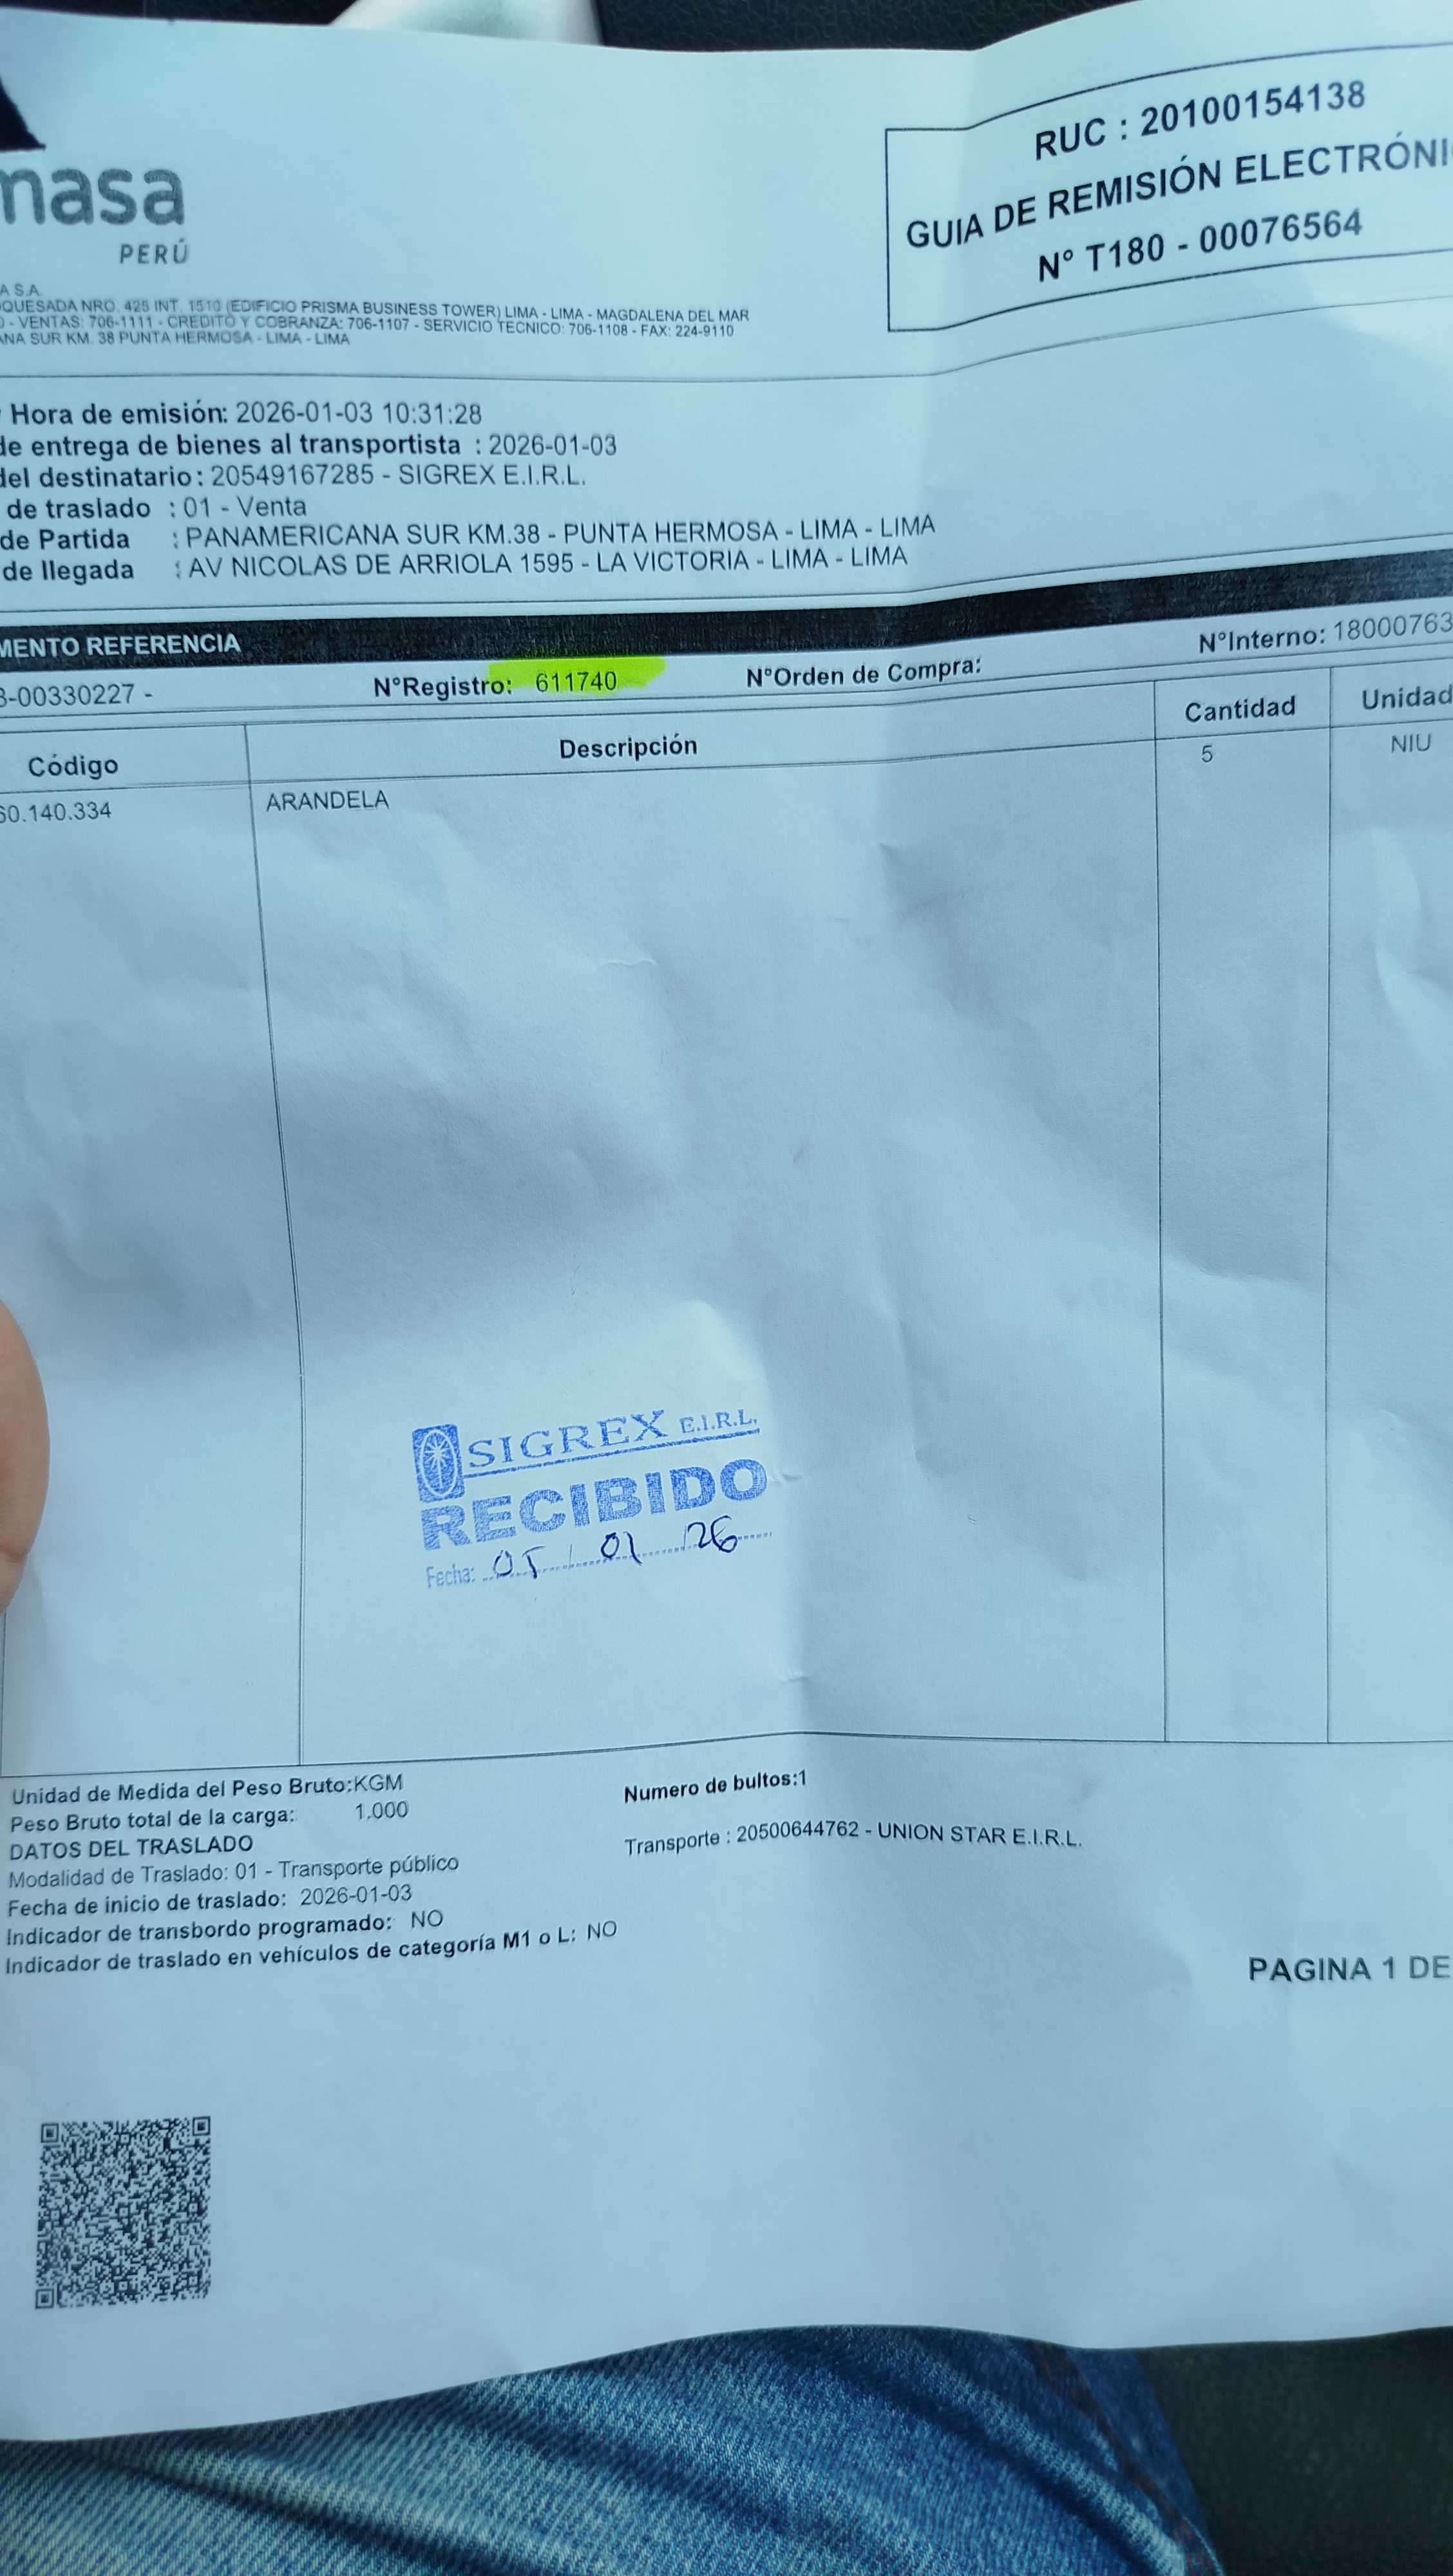 masa
PERÚ
RUC : 20100154138
GUIA DE REMISIÓN ELECTRÓNI
N° T180 - 00076564
A S.A.
QUESADA NRO. 425 INT. 1510 (EDIFICIO PRISMA BUSINESS TOWER) LIMA - LIMA - MAGDALENA DEL MAR
- VENTAS: 706-1111 - CREDITO Y COBRANZA: 706-1107 - SERVICIO TECNICO: 706-1108 - FAX: 224-9110
ANA SUR KM. 38 PUNTA HERMOSA - LIMA - LIMA
Hora de emisión: 2026-01-03 10:31:28
de entrega de bienes al transportista : 2026-01-03
del destinatario : 20549167285 - SIGREX E.I.R.L.
de traslado : 01 - Venta
de Partida : PANAMERICANA SUR KM.38 - PUNTA HERMOSA - LIMA - LIMA
de llegada : AV NICOLAS DE ARRIOLA 1595 - LA VICTORIA - LIMA - LIMA
MENTO REFERENCIA
3-00330227 - N°Registro: 611740 N°Orden de Compra: N°Interno: 18000763
Código Descripción Cantidad Unidad
60.140.334 ARANDELA 5 NIU
SIGREX E.I.R.L.
RECIBIDO
Fecha: 05 / 01 / 26
Unidad de Medida del Peso Bruto:KGM
Peso Bruto total de la carga: 1.000
DATOS DEL TRASLADO
Modalidad de Traslado: 01 - Transporte público
Fecha de inicio de traslado: 2026-01-03
Indicador de transbordo programado: NO
Indicador de traslado en vehículos de categoría M1 o L: NO
Numero de bultos:1
Transporte : 20500644762 - UNION STAR E.I.R.L.
PAGINA 1 DE